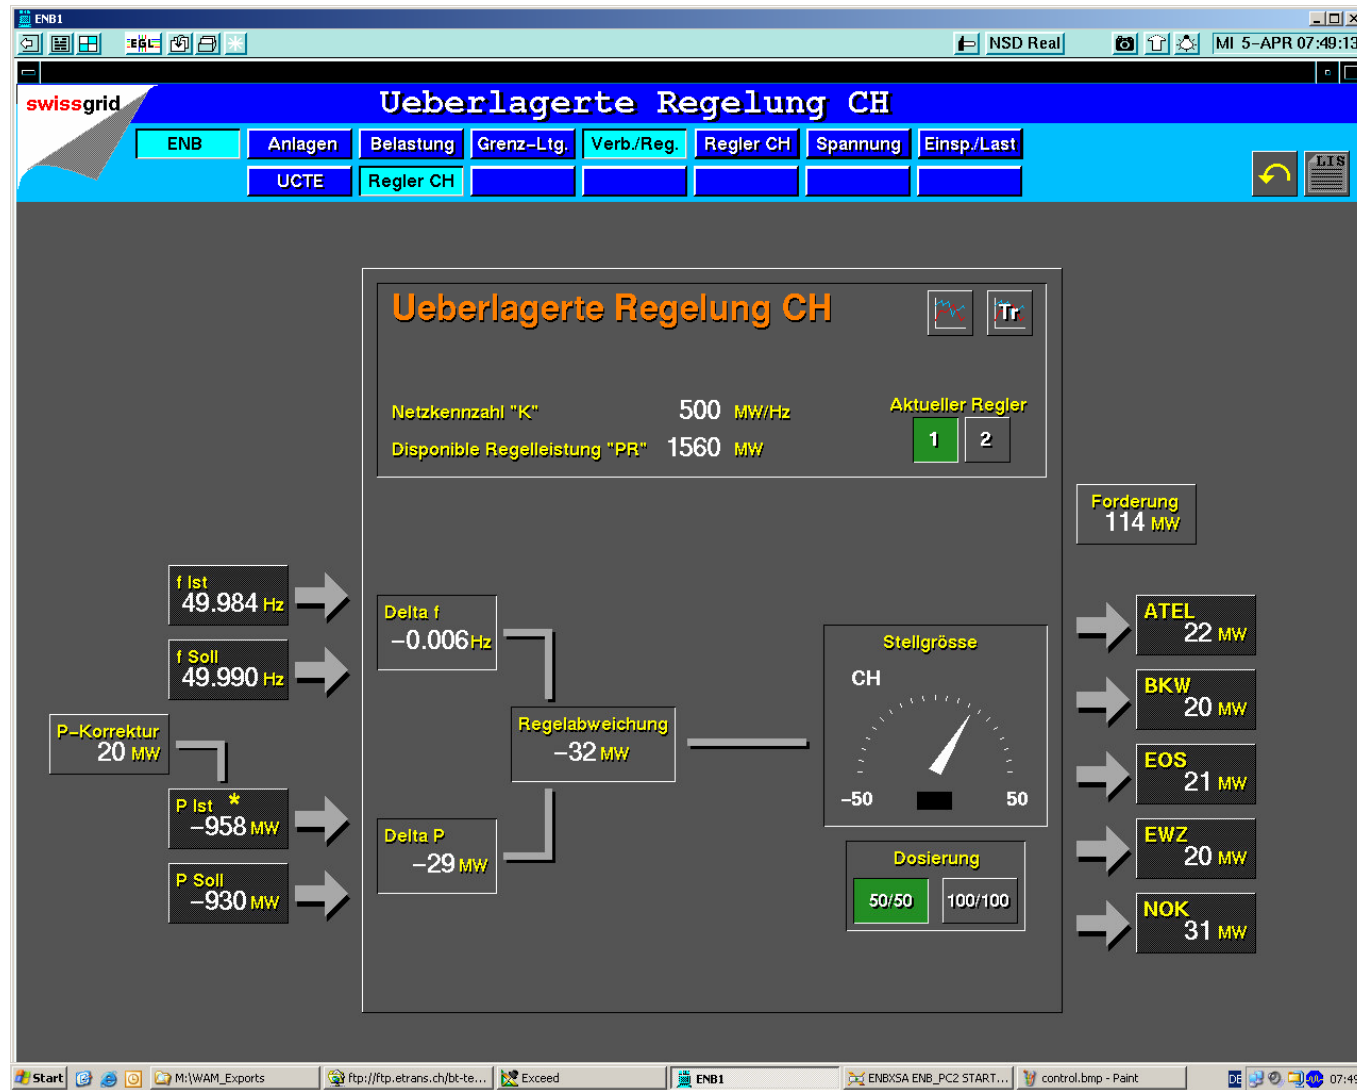 ENB1
EGL
NSD Real
MI 5-APR 07:49:13
swissgrid
Ueberlagerte Regelung CH
ENB
Anlagen
Belastung
Grenz-Ltg.
Verb./Reg.
Regler CH
Spannung
Einsp./Last
UCTE
Regler CH
LIS
Ueberlagerte Regelung CH
Tr
Netzkennzahl "K" 500 MW/Hz
Aktueller Regler
Disponible Regelleistung "PR" 1560 MW
1 2
Forderung
114 MW
f Ist
49.984 Hz
f Soll
49.990 Hz
Delta f
-0.006 Hz
P-Korrektur
20 MW
Regelabweichung
-32 MW
P Ist *
-958 MW
P Soll
-930 MW
Delta P
-29 MW
Stellgrösse
CH
-50 50
Dosierung
50/50 100/100
ATEL
22 MW
BKW
20 MW
EOS
21 MW
EWZ
20 MW
NOK
31 MW
Start
M:\WAM_Exports
ftp://ftp.etrans.ch/bt-te...
Exceed
ENB1
ENBXSA ENB_PC2 START...
control.bmp - Paint
DE
07:49